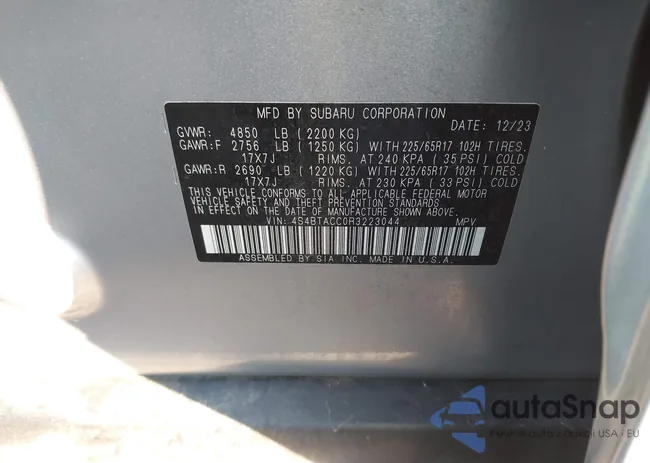 MFD BY SUBARU CORPORATION
DATE: 12/23
GVWR: 4850 LB (2200 KG)
GAWR:F 2756 LB (1250 KG) WITH 225/65R17 102H TIRES.
17X7J RIMS. AT 240 KPA (35 PSI) COLD
GAWR:R 2690 LB (1220 KG) WITH 225/65R17 102H TIRES.
17X7J RIMS. AT 230 KPA (33 PSI) COLD
THIS VEHICLE CONFORMS TO ALL APPLICABLE FEDERAL MOTOR
VEHICLE SAFETY AND THEFT PREVENTION STANDARDS
IN EFFECT ON THE DATE OF MANUFACTURE SHOWN ABOVE.
VIN: 4S4BTACC0R3223044 MPV
ASSEMBLED BY SIA INC. MADE IN U.S.A.
autaSnap
USA i EU